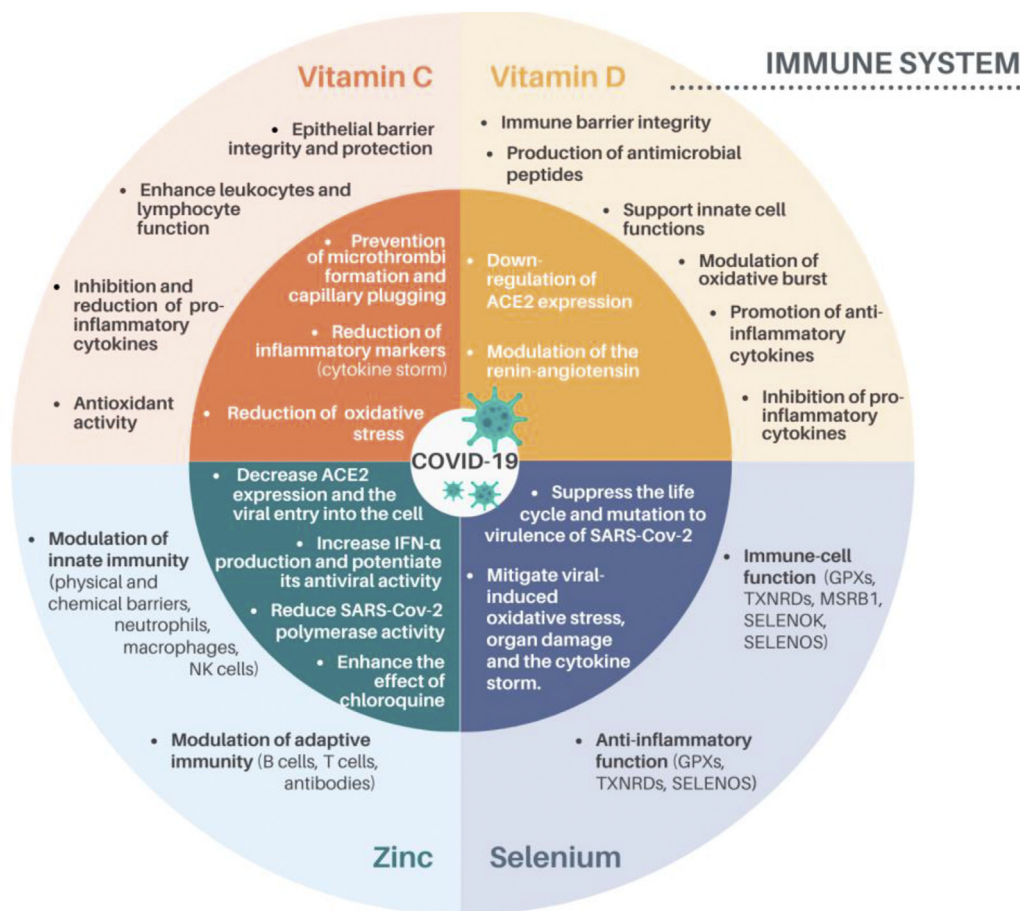 IMMUNE SYSTEM
Vitamin C
• Epithelial barrier
integrity and protection
• Enhance leukocytes and
lymphocyte
function
• Inhibition and
reduction of pro-
inflammatory
cytokines
• Antioxidant
activity
• Prevention
of microthrombi
formation and
capillary plugging
• Reduction of
inflammatory markers
(cytokine storm)
• Reduction of oxidative
stress
Vitamin D
• Immune barrier integrity
• Production of antimicrobial
peptides
• Support innate cell
functions
• Modulation of
oxidative burst
• Promotion of anti-
inflammatory
cytokines
• Inhibition of pro-
inflammatory
cytokines
• Down-
regulation of
ACE2 expression
• Modulation of the
renin-angiotensin
COVID-19
• Decrease ACE2
expression and the
viral entry into the cell
• Increase IFN-α
production and potentiate
its antiviral activity
• Reduce SARS-Cov-2
polymerase activity
• Enhance the
effect of
chloroquine
• Modulation of
innate immunity
(physical and
chemical barriers,
neutrophils,
macrophages,
NK cells)
• Modulation of adaptive
immunity (B cells, T cells,
antibodies)
Zinc
• Suppress the life
cycle and mutation to
virulence of SARS-Cov-2
• Mitigate viral-
induced
oxidative stress,
organ damage
and the cytokine
storm.
• Immune-cell
function (GPXs,
TXNRDs, MSRB1,
SELENOK,
SELENOS)
• Anti-inflammatory
function (GPXs,
TXNRDs, SELENOS)
Selenium